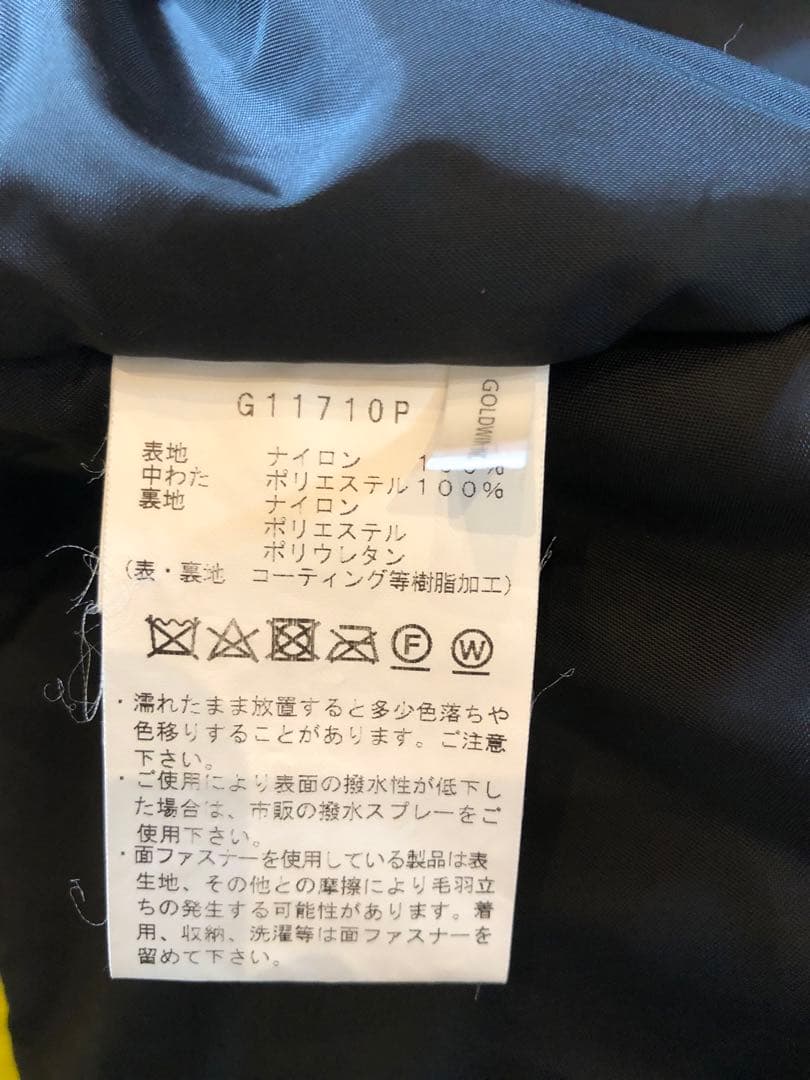 G11710P
GOLDWIN
表地 ナイロン 100%
中わた ポリエステル100%
裏地 ナイロン
ポリエステル
ポリウレタン
(表・裏地 コーティング等樹脂加工)
F W
・濡れたまま放置すると多少色落ちや
色移りすることがあります。ご注意
下さい。
・ご使用により表面の撥水性が低下し
た場合は、市販の撥水スプレーをご
使用下さい。
・面ファスナーを使用している製品は表
生地、その他との摩擦により毛羽立
ちの発生する可能性があります。着
用、収納、洗濯等は面ファスナーを
留めて下さい。